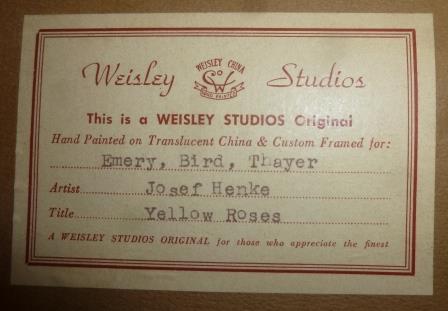 Weisley Studios
WEISLEY CHINA
W
HAND PAINTED
This is a WEISLEY STUDIOS Original
Hand Painted on Translucent China & Custom Framed for:
Emery, Bird, Thayer
Artist Josef Henke
Title Yellow Roses
A WEISLEY STUDIOS ORIGINAL for those who appreciate the finest